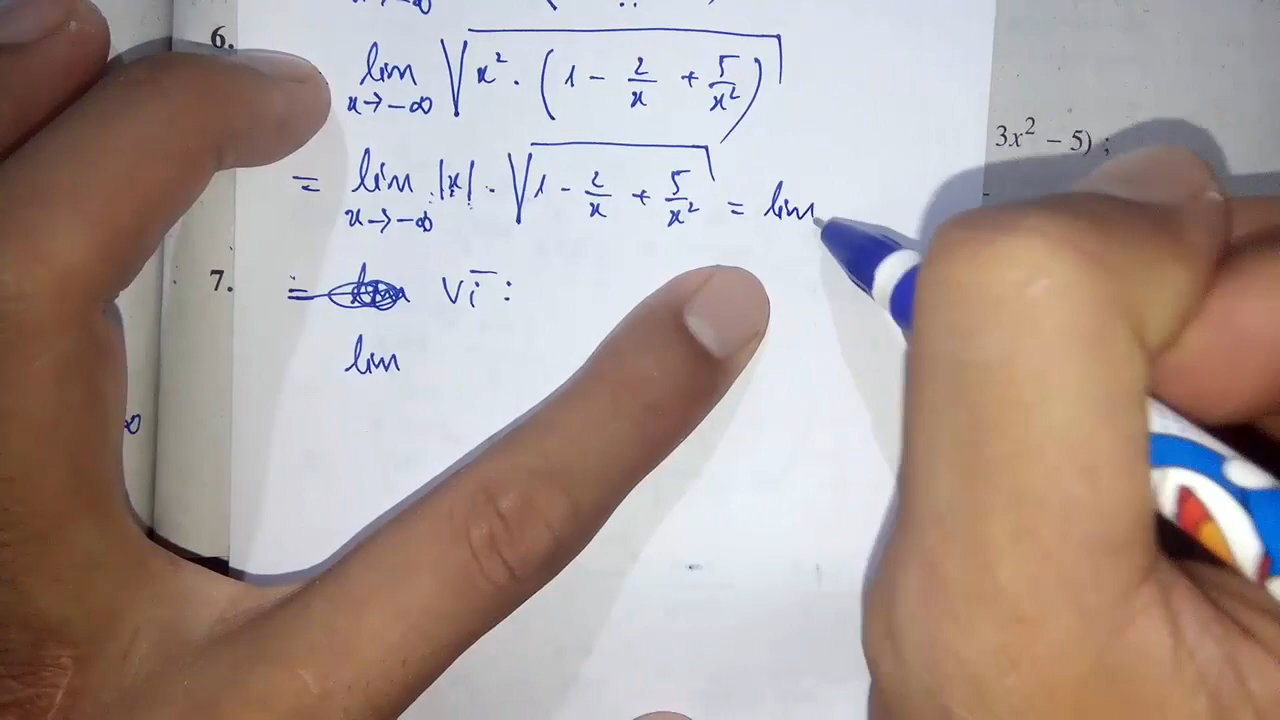 x→-∞
6.
lim x→-∞ √(x² · (1 - 2/x + 5/x²))
3x² - 5) ;
= lim x→-∞ |x| · √(1 - 2/x + 5/x²) = lim
7.
= Vì :
lim
∞